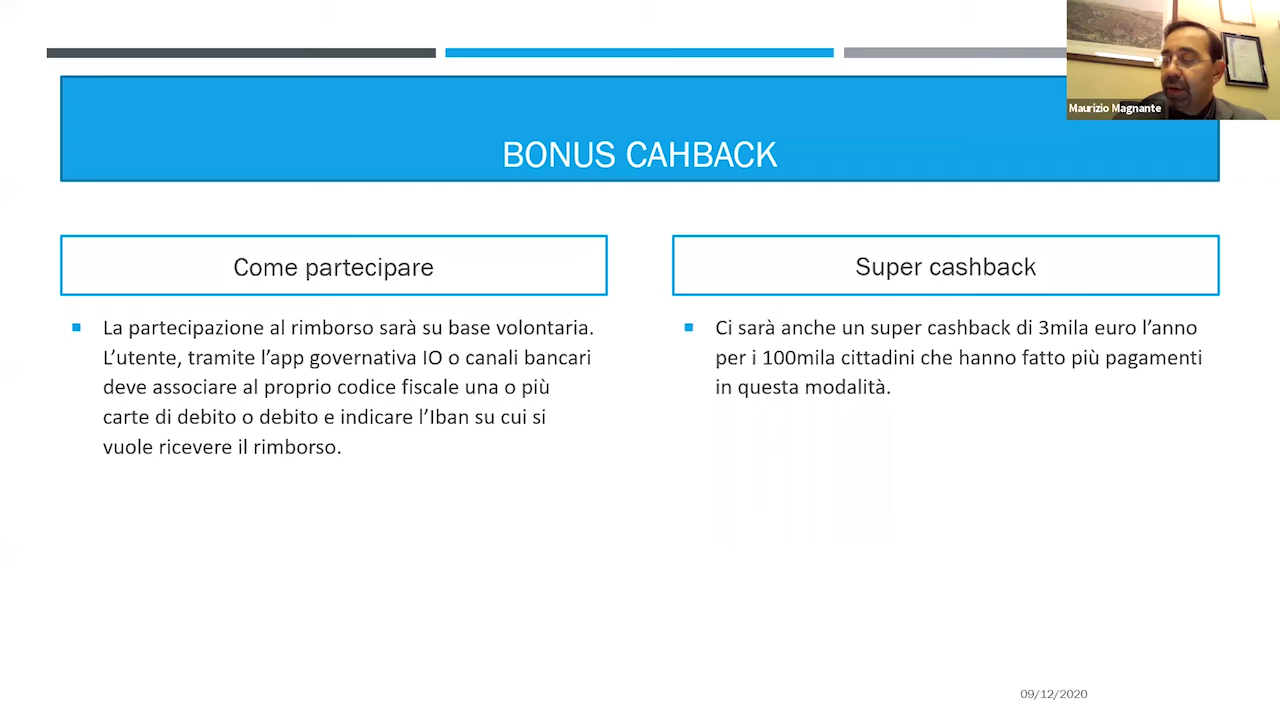 Maurizio Magnante
BONUS CAHBACK
Come partecipare
La partecipazione al rimborso sarà su base volontaria.
L’utente, tramite l’app governativa IO o canali bancari
deve associare al proprio codice fiscale una o più
carte di debito o debito e indicare l’Iban su cui si
vuole ricevere il rimborso.
Super cashback
Ci sarà anche un super cashback di 3mila euro l’anno
per i 100mila cittadini che hanno fatto più pagamenti
in questa modalità.
09/12/2020